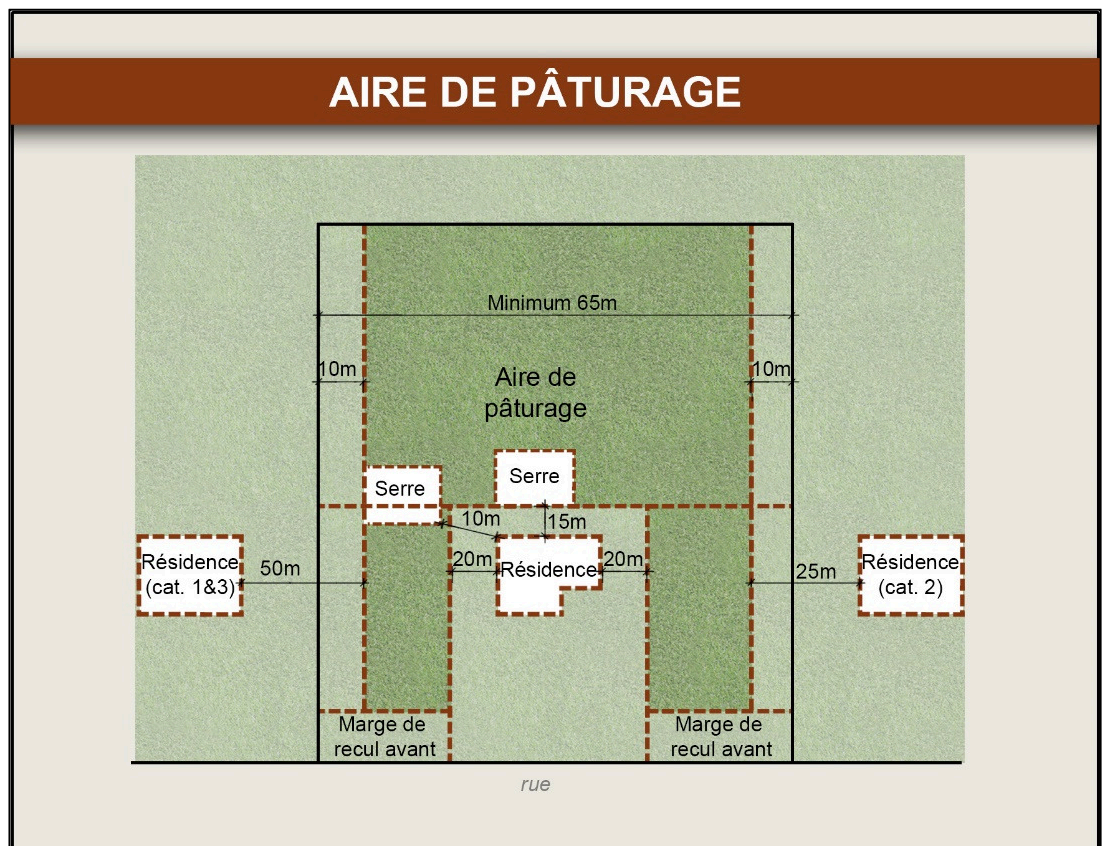 AIRE DE PÂTURAGE
Minimum 65m
10m
10m
Aire de
pâturage
Serre
Serre
10m
15m
Résidence
(cat. 1&3)
50m
20m
Résidence
20m
25m
Résidence
(cat. 2)
Marge de
recul avant
Marge de
recul avant
rue